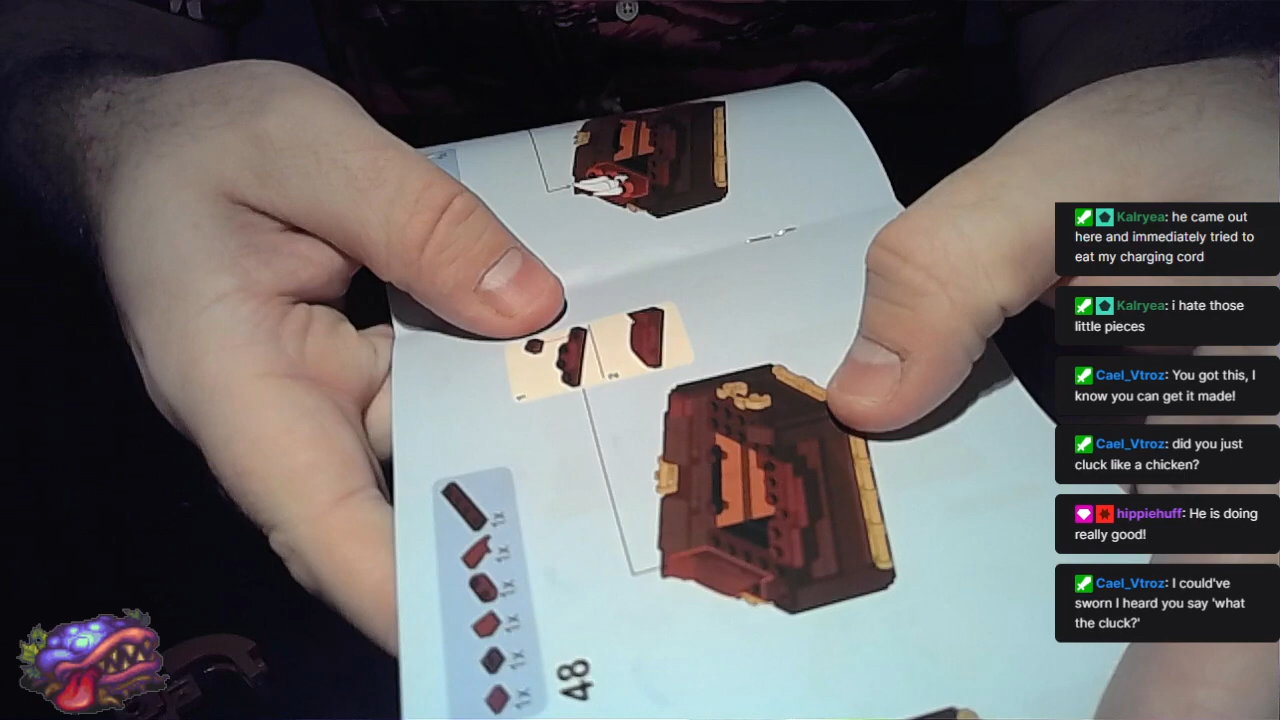 Kalryea: he came out
here and immediately tried to
eat my charging cord
Kalryea: i hate those
little pieces
Cael_Vtroz: You got this, I
know you can get it made!
Cael_Vtroz: did you just
cluck like a chicken?
hippiehuff: He is doing
really good!
Cael_Vtroz: I could've
sworn I heard you say 'what
the cluck?'
1
2
1x
1x
1x
1x
1x
1x
48